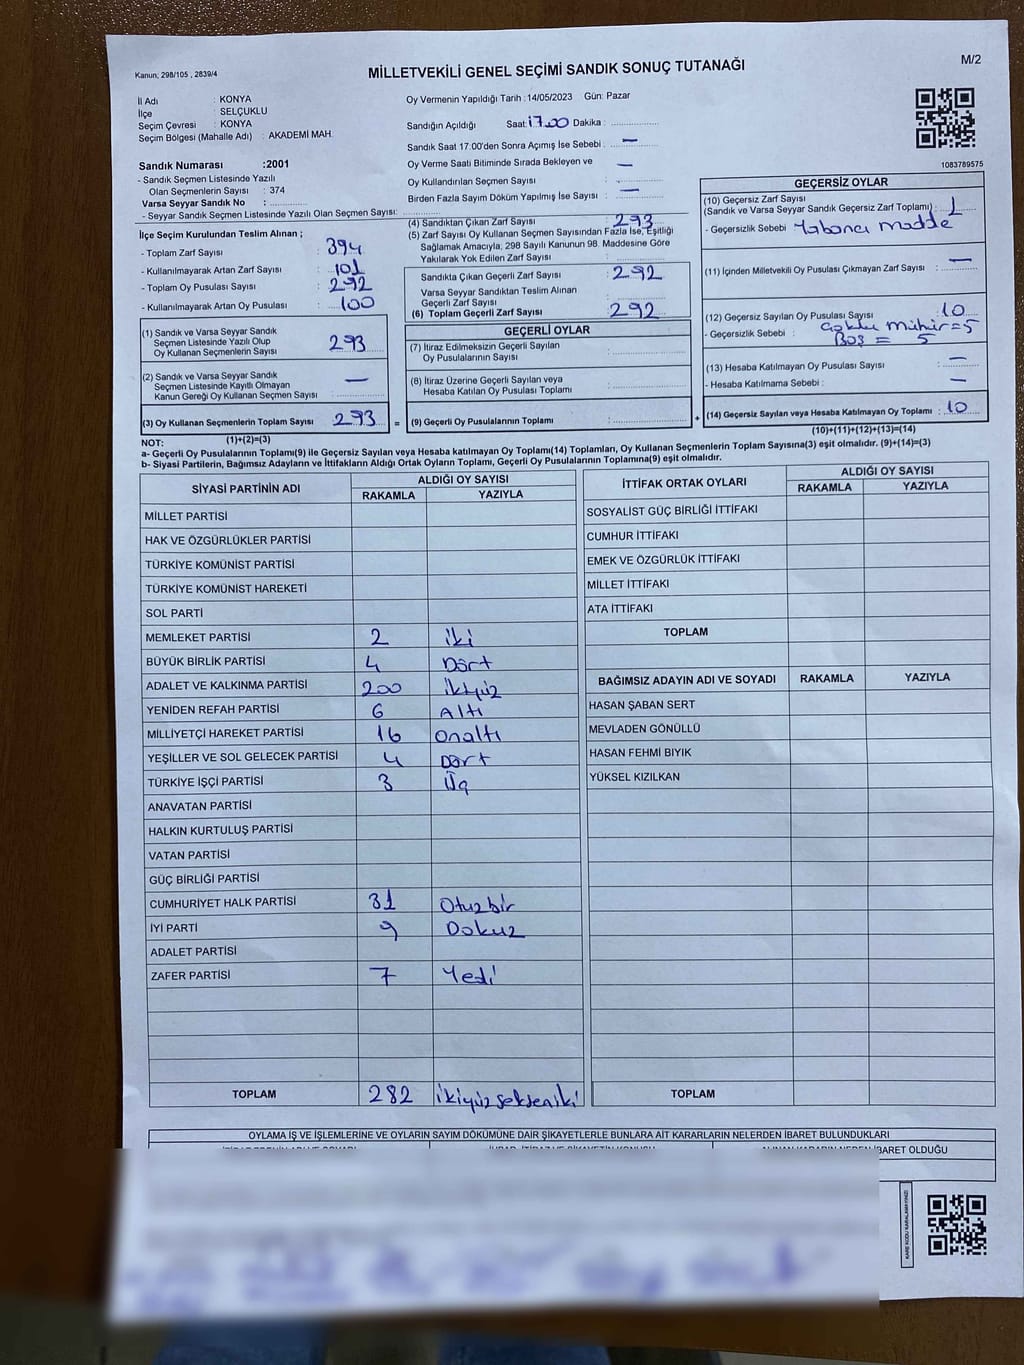 Kanun; 298/105 , 2839/4
MİLLETVEKİLİ GENEL SEÇİMİ SANDIK SONUÇ TUTANAĞI
M/2
İl Adı : KONYA
İlçe : SELÇUKLU
Seçim Çevresi : KONYA
Seçim Bölgesi (Mahalle Adı) : AKADEMİ MAH.
Sandık Numarası :2001
- Sandık Seçmen Listesinde Yazılı
Olan Seçmenlerin Sayısı : 374
Varsa Seyyar Sandık No :
- Seyyar Sandık Seçmen Listesinde Yazılı Olan Seçmen Sayısı:
Oy Vermenin Yapıldığı Tarih :14/05/2023 Gün: Pazar
Sandığın Açıldığı Saat: 17.00 Dakika :
Sandık Saat 17:00'den Sonra Açımış İse Sebebi : —
Oy Verme Saati Bitiminde Sırada Bekleyen ve
Oy Kullandırılan Seçmen Sayısı : —
Birden Fazla Sayım Döküm Yapılmış İse Sayısı : —
1083789575
İlçe Seçim Kurulundan Teslim Alınan ;
- Toplam Zarf Sayısı : 394
- Kullanılmayarak Artan Zarf Sayısı : 101
- Toplam Oy Pusulası Sayısı : 292
- Kullanılmayarak Artan Oy Pusulası : 100
(1) Sandık ve Varsa Seyyar Sandık
Seçmen Listesinde Yazılı Olup
Oy Kullanan Seçmenlerin Sayısı : 293
(2) Sandık ve Varsa Seyyar Sandık
Seçmen Listesinde Kayıtlı Olmayan
Kanun Gereği Oy Kullanan Seçmen Sayısı : —
(3) Oy Kullanan Seçmenlerin Toplam Sayısı : 293 =
(1)+(2)=(3)
(4) Sandıktan Çıkan Zarf Sayısı : 293
(5) Zarf Sayısı Oy Kullanan Seçmen Sayısından Fazla İse, Eşitliği
Sağlamak Amacıyla; 298 Sayılı Kanunun 98. Maddesine Göre
Yakılarak Yok Edilen Zarf Sayısı :
Sandıkta Çıkan Geçerli Zarf Sayısı : 292
Varsa Seyyar Sandıktan Teslim Alınan
Geçerli Zarf Sayısı :
(6) Toplam Geçerli Zarf Sayısı : 292
GEÇERLİ OYLAR
(7) İtiraz Edilmeksizin Geçerli Sayılan
Oy Pusulalarının Sayısı :
(8) İtiraz Üzerine Geçerli Sayılan veya
Hesaba Katılan Oy Pusulası Toplamı :
(9) Geçerli Oy Pusulalarının Toplamı : +
GEÇERSİZ OYLAR
(10) Geçersiz Zarf Sayısı
(Sandık ve Varsa Seyyar Sandık Geçersiz Zarf Toplamı) : 1
- Geçersizlik Sebebi : Yabancı madde
(11) İçinden Milletvekili Oy Pusulası Çıkmayan Zarf Sayısı : —
(12) Geçersiz Sayılan Oy Pusulası Sayısı : 10
- Geçersizlik Sebebi : Çoklu Mühür=5
Boş = 5
(13) Hesaba Katılmayan Oy Pusulası Sayısı : —
- Hesaba Katılmama Sebebi : —
(14) Geçersiz Sayılan veya Hesaba Katılmayan Oy Toplamı : 10
(10)+(11)+(12)+(13)=(14)
NOT:
a- Geçerli Oy Pusulalarının Toplamı(9) ile Geçersiz Sayılan veya Hesaba katılmayan Oy Toplamı(14) Toplamları, Oy Kullanan Seçmenlerin Toplam Sayısına(3) eşit olmalıdır. (9)+(14)=(3)
b- Siyasi Partilerin, Bağımsız Adayların ve İttifakların Aldığı Ortak Oyların Toplamı, Geçerli Oy Pusulalarının Toplamına(9) eşit olmalıdır.
SİYASİ PARTİNİN ADI
ALDIĞI OY SAYISI
RAKAMLA YAZIYLA
MİLLET PARTİSİ
HAK VE ÖZGÜRLÜKLER PARTİSİ
TÜRKİYE KOMÜNİST PARTİSİ
TÜRKİYE KOMÜNİST HAREKETİ
SOL PARTİ
MEMLEKET PARTİSİ 2 iki
BÜYÜK BİRLİK PARTİSİ 4 Dört
ADALET VE KALKINMA PARTİSİ 200 ikiyüz
YENİDEN REFAH PARTİSİ 6 Altı
MİLLİYETÇİ HAREKET PARTİSİ 16 onaltı
YEŞİLLER VE SOL GELECEK PARTİSİ 4 Dört
TÜRKİYE İŞÇİ PARTİSİ 3 Üç
ANAVATAN PARTİSİ
HALKIN KURTULUŞ PARTİSİ
VATAN PARTİSİ
GÜÇ BİRLİĞİ PARTİSİ
CUMHURİYET HALK PARTİSİ 31 Otuzbir
İYİ PARTİ 9 Dokuz
ADALET PARTİSİ
ZAFER PARTİSİ 7 Yedi
TOPLAM 282 ikiyüzsekseniki
İTTİFAK ORTAK OYLARI
ALDIĞI OY SAYISI
RAKAMLA YAZIYLA
SOSYALİST GÜÇ BİRLİĞİ İTTİFAKI
CUMHUR İTTİFAKI
EMEK VE ÖZGÜRLÜK İTTİFAKI
MİLLET İTTİFAKI
ATA İTTİFAKI
TOPLAM
BAĞIMSIZ ADAYIN ADI VE SOYADI RAKAMLA YAZIYLA
HASAN ŞABAN SERT
MEVLADEN GÖNÜLLÜ
HASAN FEHMİ BIYIK
YÜKSEL KIZILKAN
TOPLAM
OYLAMA İŞ VE İŞLEMLERİNE VE OYLARIN SAYIM DÖKÜMÜNE DAİR ŞİKAYETLERLE BUNLARA AİT KARARLARIN NELERDEN İBARET BULUNDUKLARI
İBARET OLDUĞU